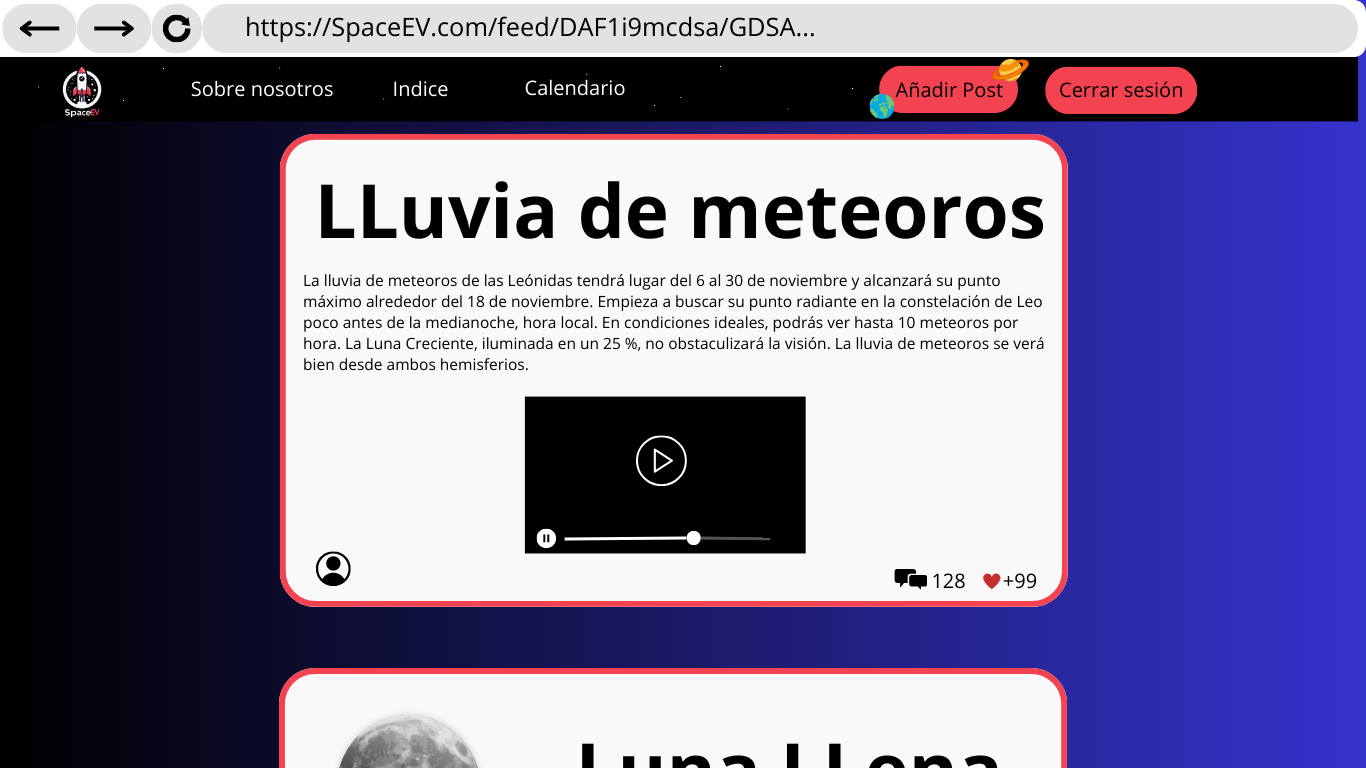 https://SpaceEV.com/feed/DAF1i9mcdsa/GDSA...
SpaceEV
Sobre nosotros
Indice
Calendario
Añadir Post
Cerrar sesión
LLuvia de meteoros
La lluvia de meteoros de las Leónidas tendrá lugar del 6 al 30 de noviembre y alcanzará su punto
máximo alrededor del 18 de noviembre. Empieza a buscar su punto radiante en la constelación de Leo
poco antes de la medianoche, hora local. En condiciones ideales, podrás ver hasta 10 meteoros por
hora. La Luna Creciente, iluminada en un 25 %, no obstaculizará la visión. La lluvia de meteoros se verá
bien desde ambos hemisferios.
128
+99
Luna LLena